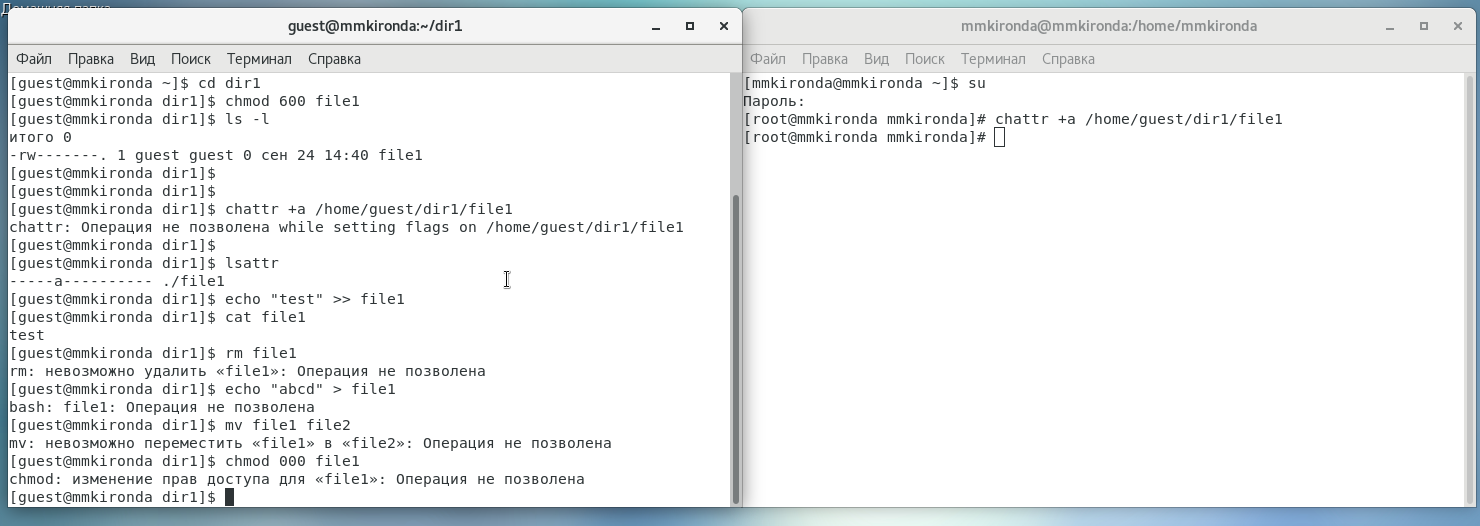 Домашняя папка
guest@mmkironda:~/dir1
Файл Правка Вид Поиск Терминал Справка
[guest@mmkironda ~]$ cd dir1
[guest@mmkironda dir1]$ chmod 600 file1
[guest@mmkironda dir1]$ ls -l
итого 0
-rw-------. 1 guest guest 0 сен 24 14:40 file1
[guest@mmkironda dir1]$
[guest@mmkironda dir1]$
[guest@mmkironda dir1]$ chattr +a /home/guest/dir1/file1
chattr: Операция не позволена while setting flags on /home/guest/dir1/file1
[guest@mmkironda dir1]$
[guest@mmkironda dir1]$ lsattr
-----a---------- ./file1
[guest@mmkironda dir1]$ echo "test" >> file1
[guest@mmkironda dir1]$ cat file1
test
[guest@mmkironda dir1]$ rm file1
rm: невозможно удалить «file1»: Операция не позволена
[guest@mmkironda dir1]$ echo "abcd" > file1
bash: file1: Операция не позволена
[guest@mmkironda dir1]$ mv file1 file2
mv: невозможно переместить «file1» в «file2»: Операция не позволена
[guest@mmkironda dir1]$ chmod 000 file1
chmod: изменение прав доступа для «file1»: Операция не позволена
[guest@mmkironda dir1]$
mmkironda@mmkironda:/home/mmkironda
Файл Правка Вид Поиск Терминал Справка
[mmkironda@mmkironda ~]$ su
Пароль:
[root@mmkironda mmkironda]# chattr +a /home/guest/dir1/file1
[root@mmkironda mmkironda]#